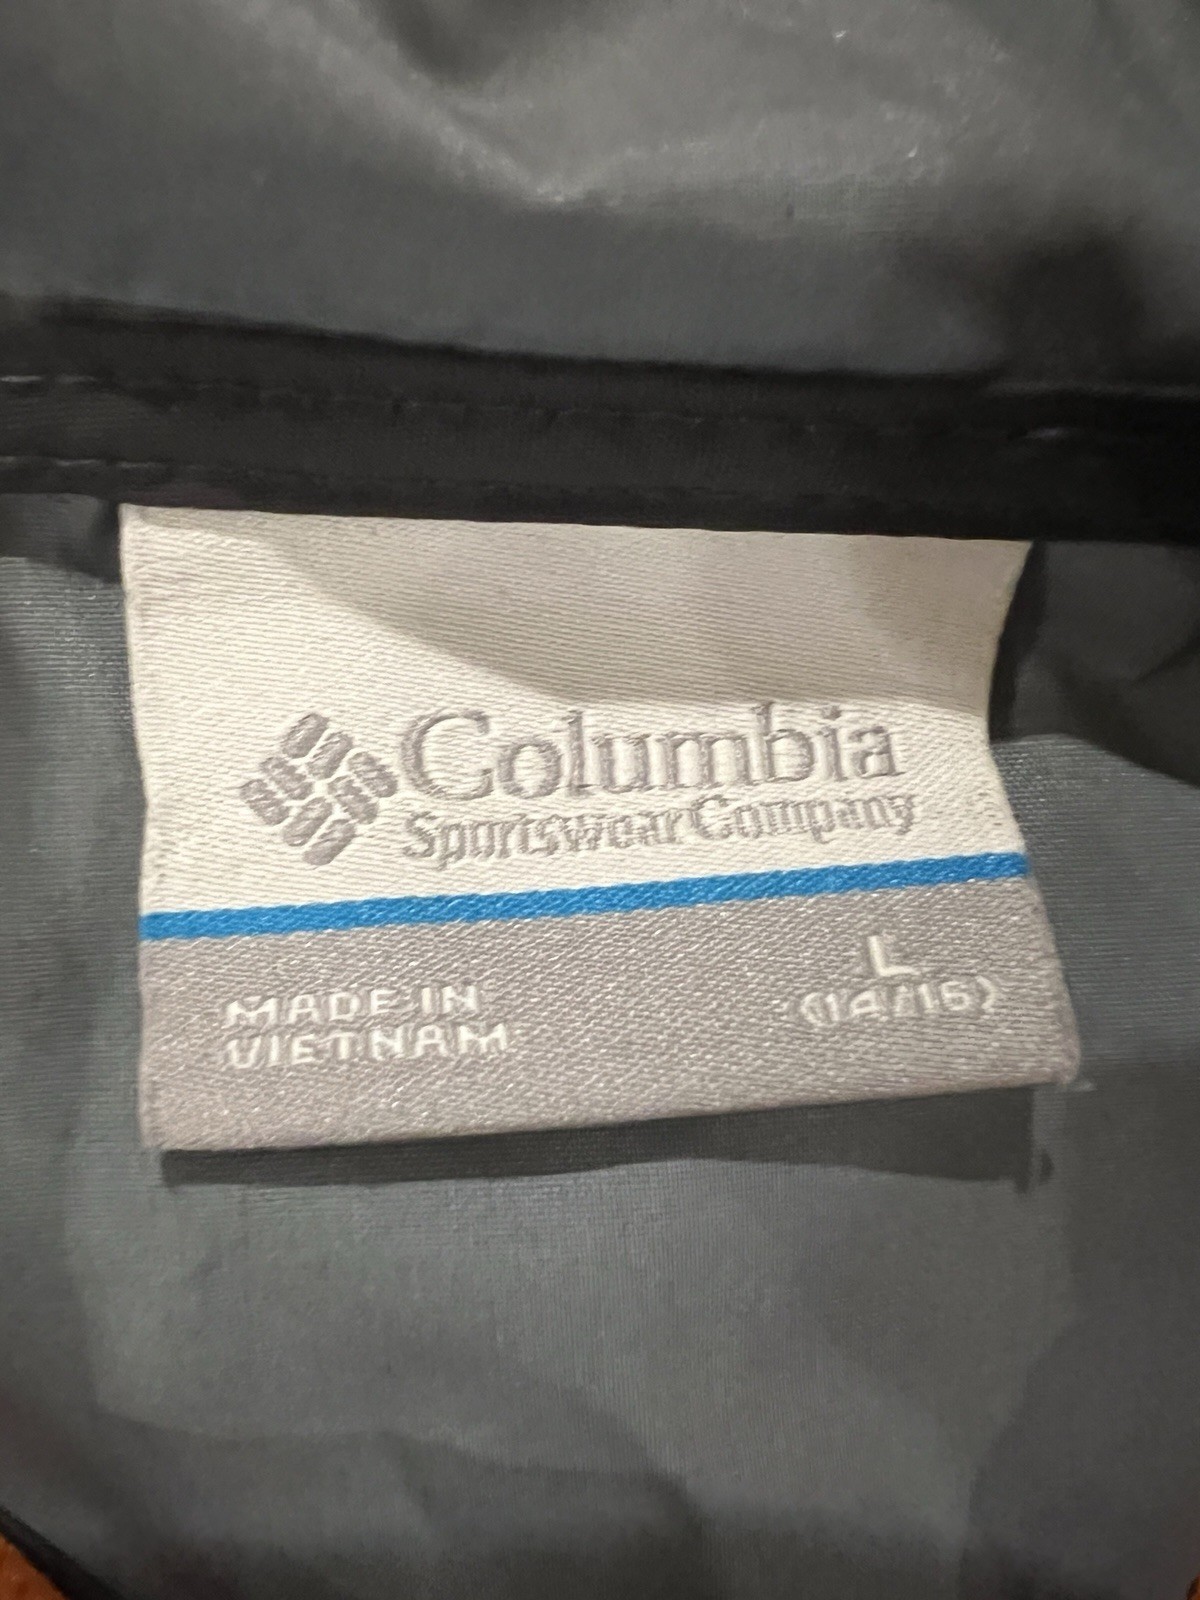 Columbia
Sportswear Company
MADE IN
VIETNAM
L
(14/16)